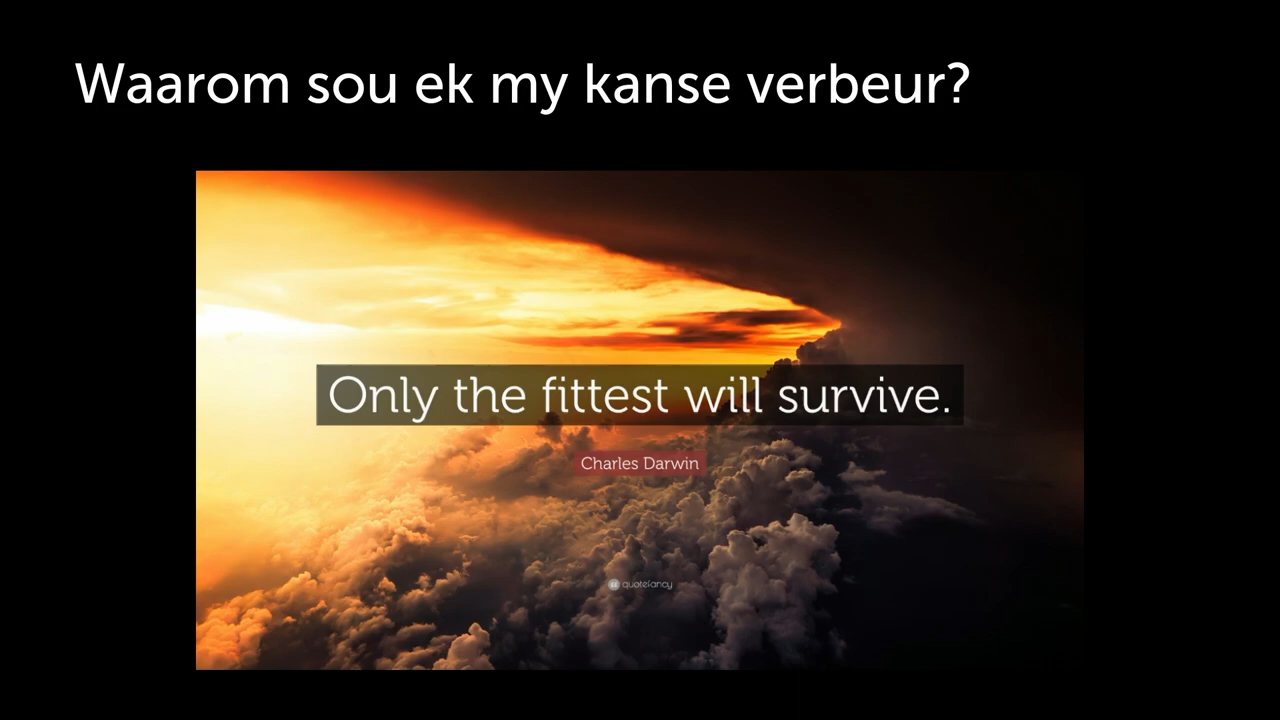 Waarom sou ek my kanse verbeur?
Only the fittest will survive.
Charles Darwin
quotefancy